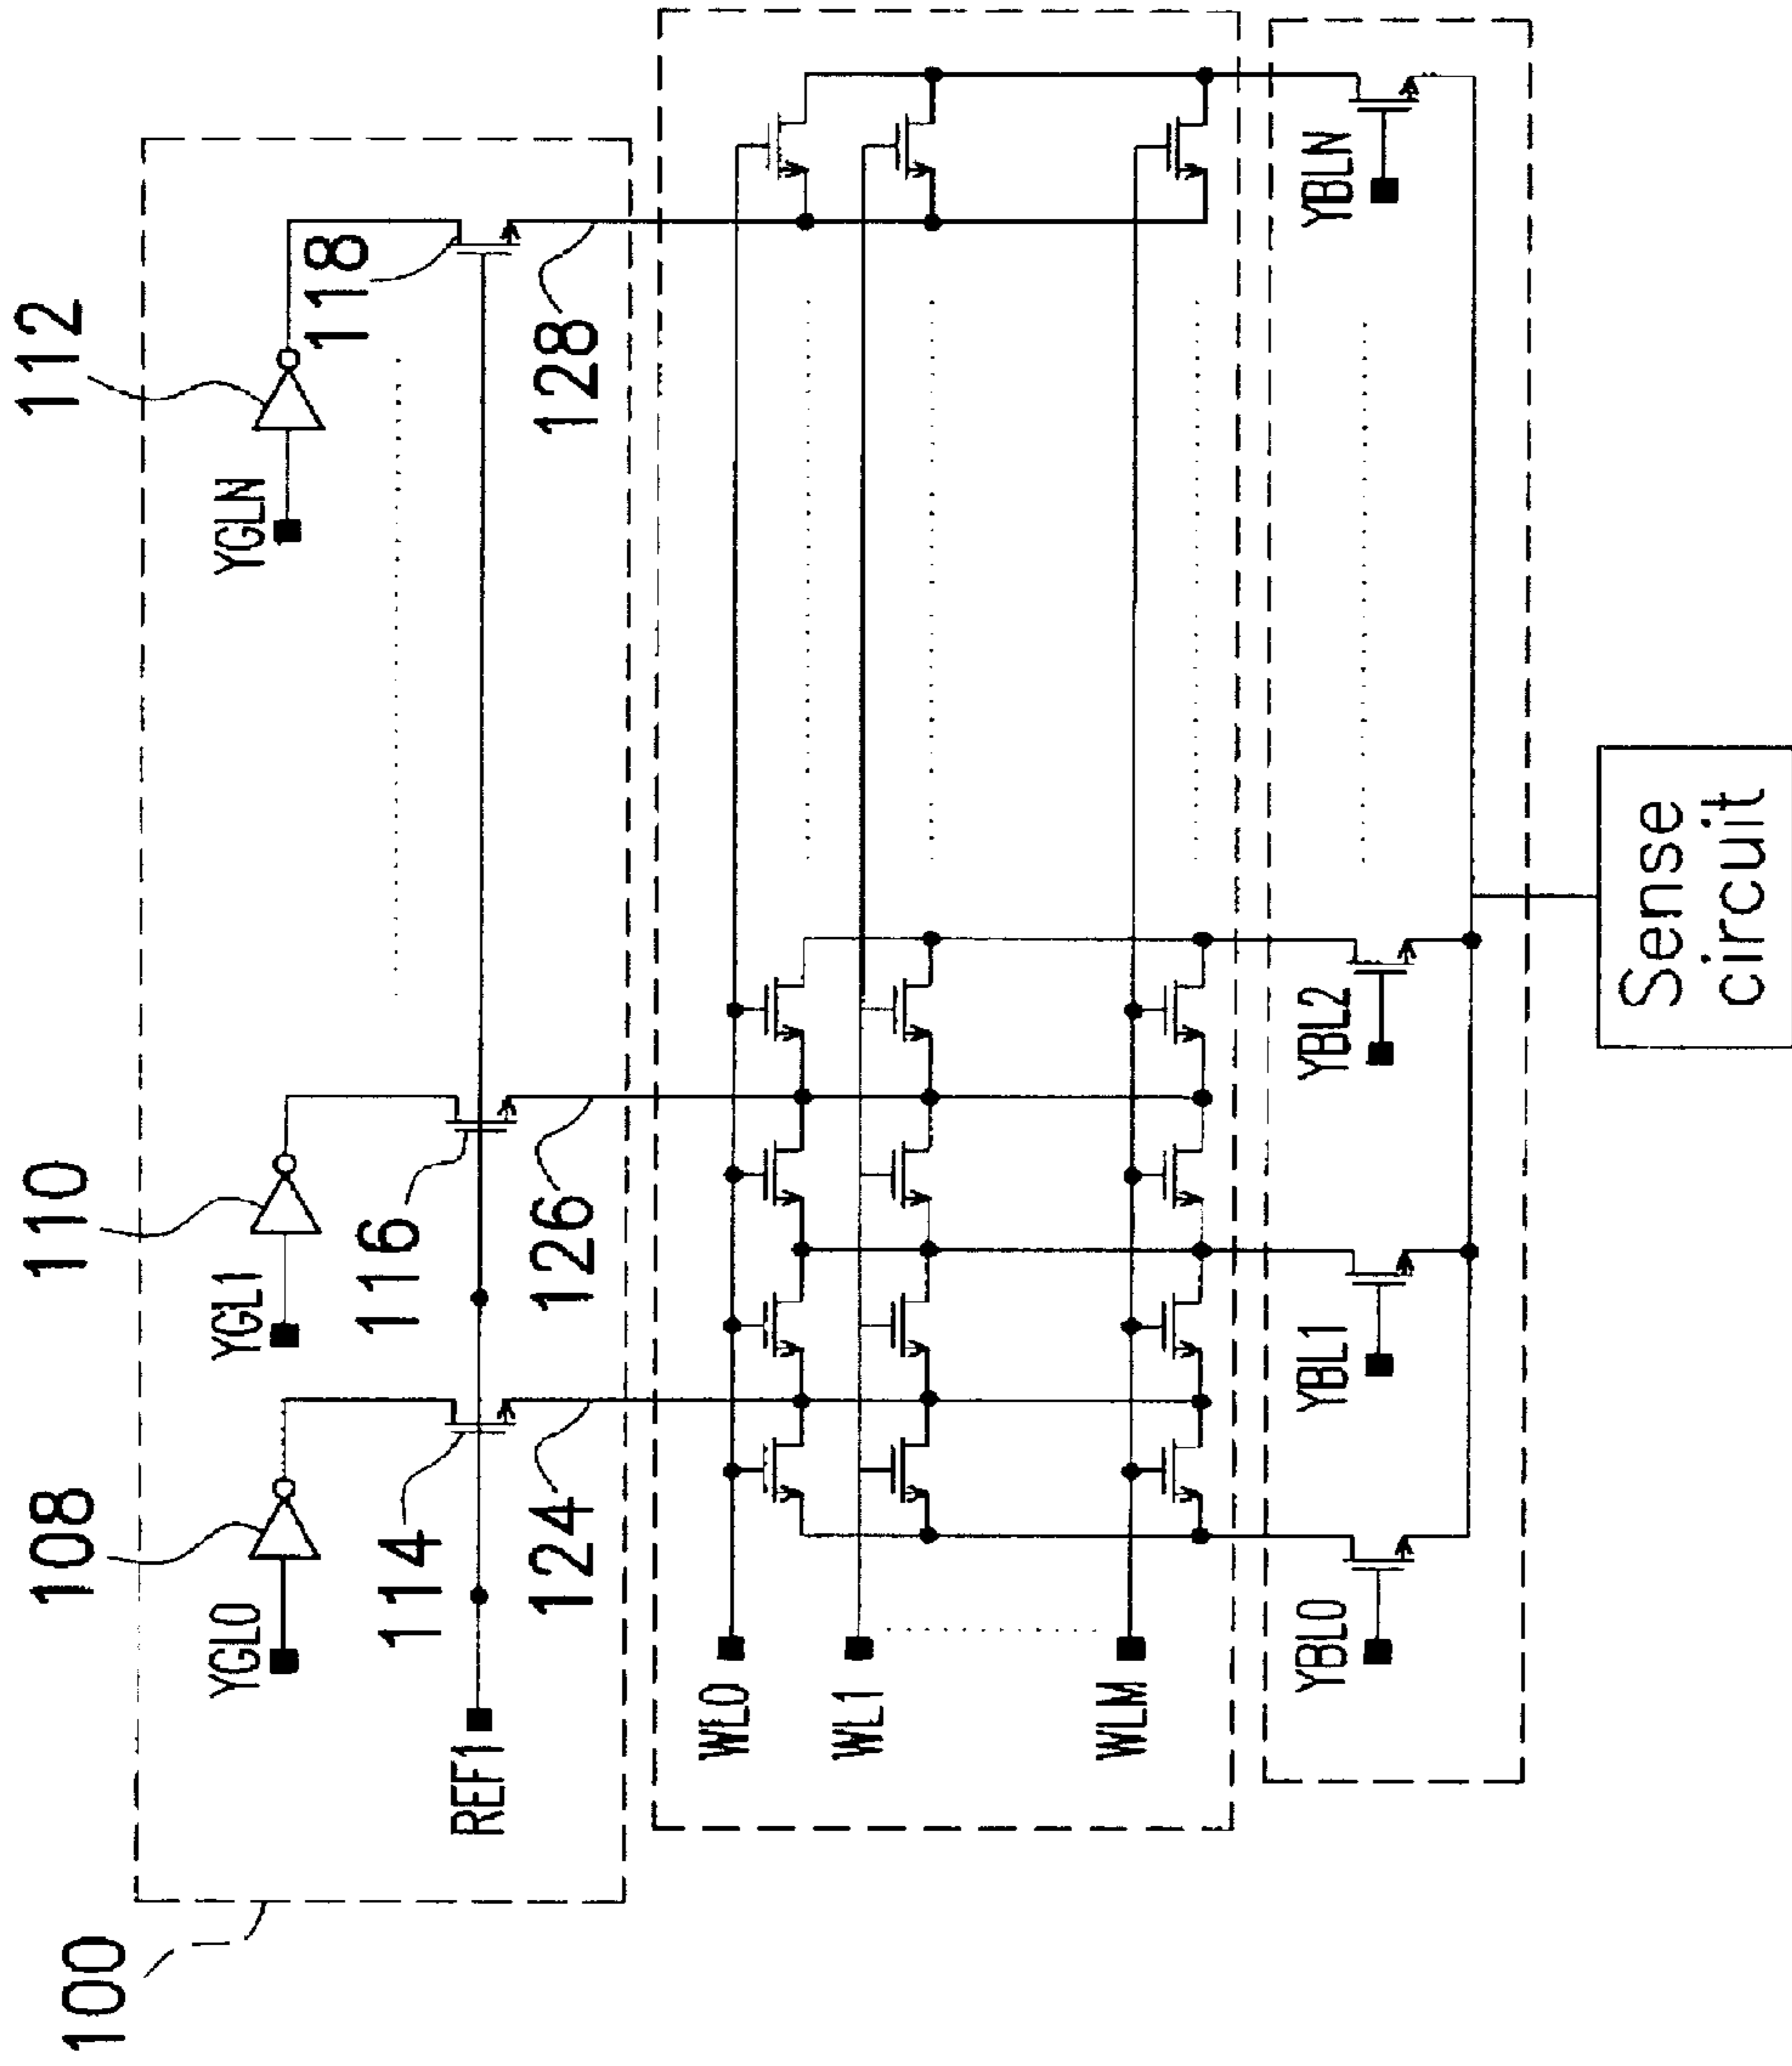 100
108
110
112
YGL0
YGL1
YGLN
114
116
118
REF1
124
126
128
WL0
WL1
WLM
YBL0
YBL1
YBL2
YBLN
Sense
circuit